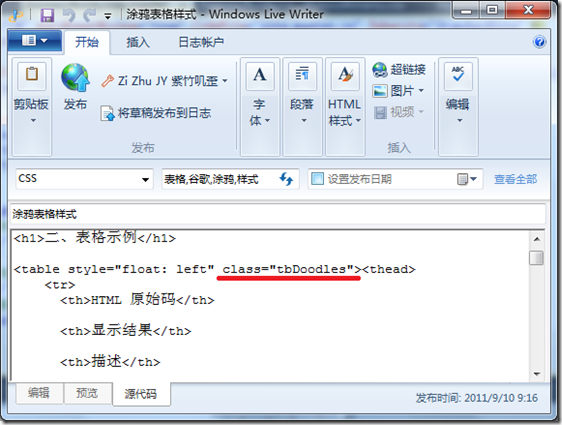 涂鸦表格样式 - Windows Live Writer
开始 插入 日志帐户
剪贴板
发布
Zi Zhu JY 紫竹叽歪
将草稿发布到日志
发布
字体
段落
HTML 样式
超链接
图片
视频
插入
ABC
编辑
CSS 表格,谷歌,涂鸦,样式 设置发布日期 查看全部
涂鸦表格样式
<h1>二、表格示例</h1>
<table style="float: left" class="tbDoodles"><thead>
<tr>
<th>HTML 原始码</th>
<th>显示结果</th>
<th>描述</th>
编辑 预览 源代码 发布时间: 2011/9/10 9:16